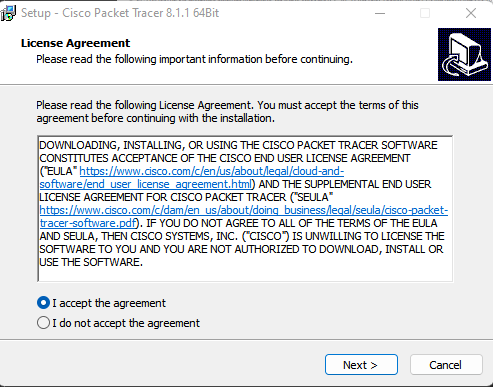 Setup - Cisco Packet Tracer 8.1.1 64Bit
License Agreement
Please read the following important information before continuing.
Please read the following License Agreement. You must accept the terms of this
agreement before continuing with the installation.
DOWNLOADING, INSTALLING, OR USING THE CISCO PACKET TRACER SOFTWARE
CONSTITUTES ACCEPTANCE OF THE CISCO END USER LICENSE AGREEMENT
("EULA" https://www.cisco.com/c/en/us/about/legal/cloud-and-
software/end_user_license_agreement.html) AND THE SUPPLEMENTAL END USER
LICENSE AGREEMENT FOR CISCO PACKET TRACER ("SEULA"
https://www.cisco.com/c/dam/en_us/about/doing_business/legal/seula/cisco-packet-
tracer-software.pdf). IF YOU DO NOT AGREE TO ALL OF THE TERMS OF THE EULA
AND SEULA, THEN CISCO SYSTEMS, INC. ("CISCO") IS UNWILLING TO LICENSE THE
SOFTWARE TO YOU AND YOU ARE NOT AUTHORIZED TO DOWNLOAD, INSTALL OR
USE THE SOFTWARE.
I accept the agreement
I do not accept the agreement
Next >
Cancel